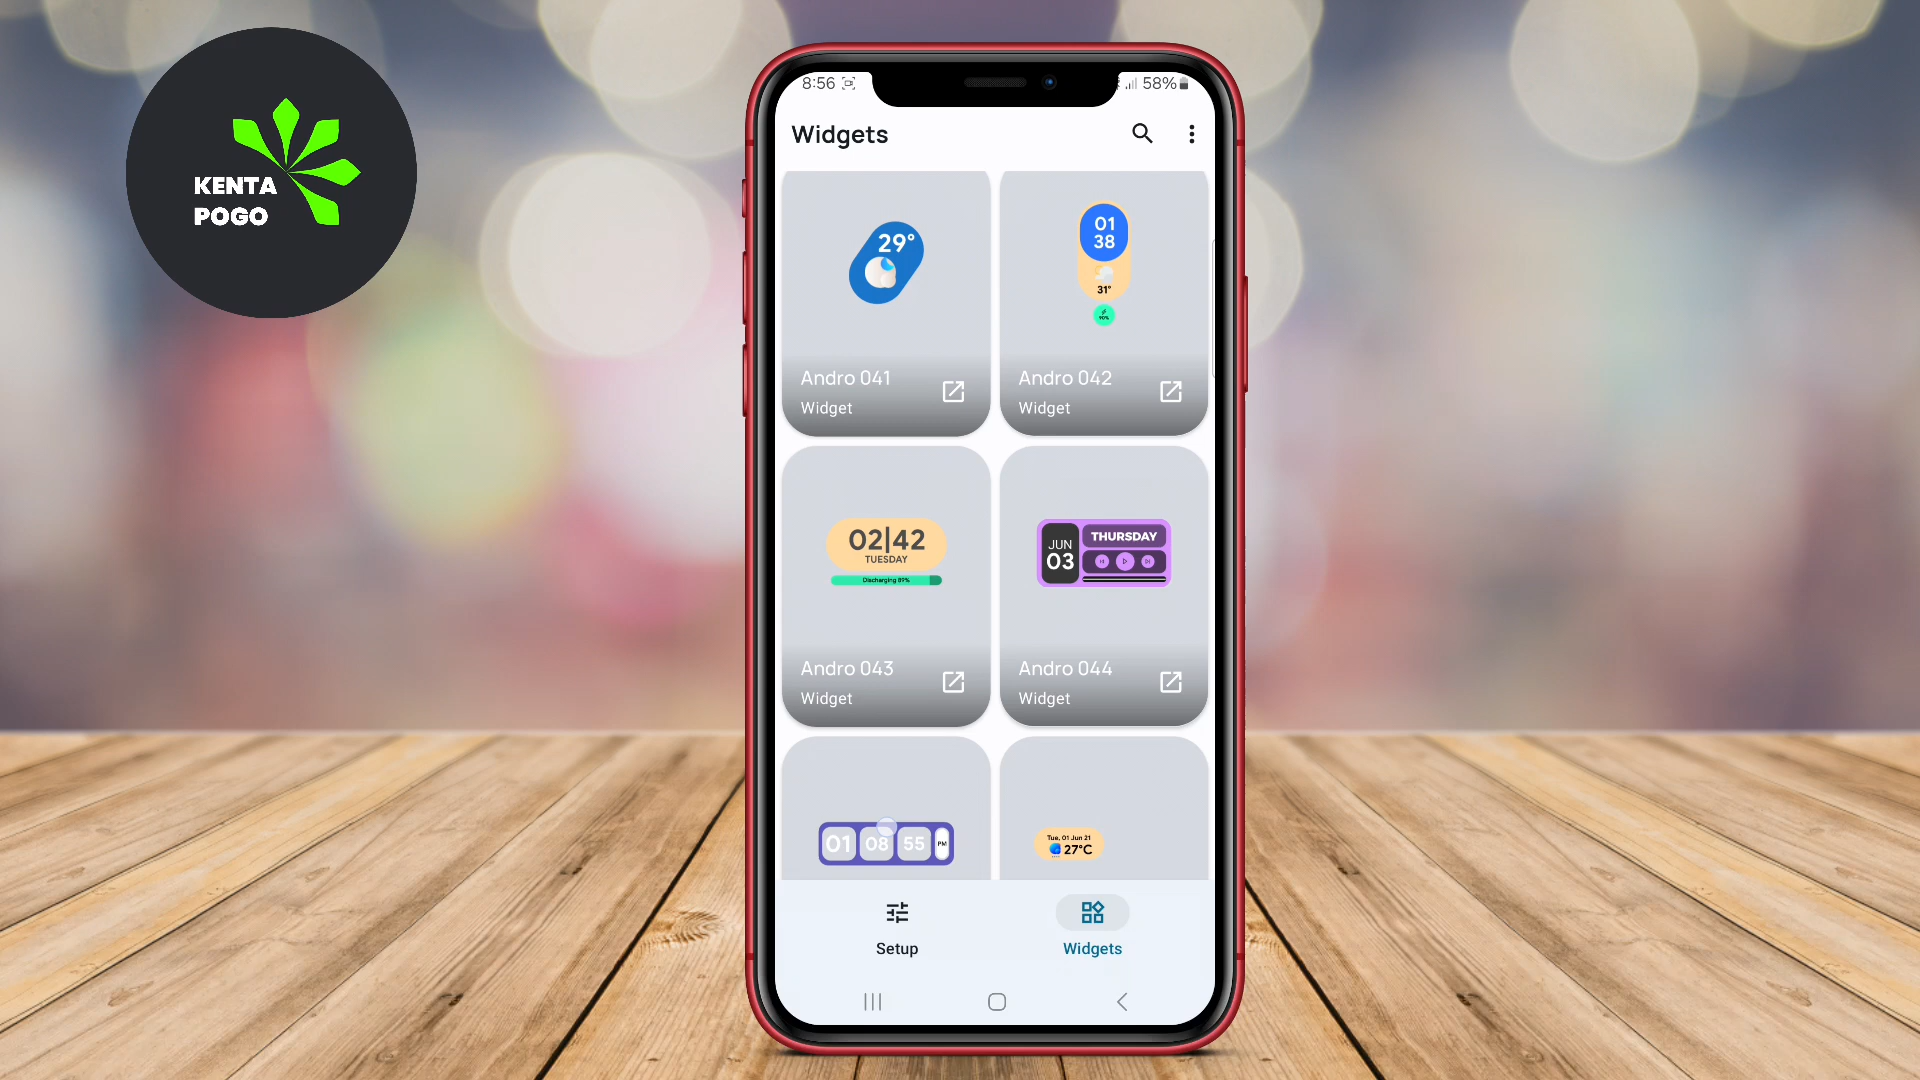 KENTA
POGO
8:56
58%
Widgets
29°
01
38
31°
90%
Andro 041
Widget
Andro 042
Widget
02|42
TUESDAY
Discharging 89%
JUN
03
THURSDAY
Andro 043
Widget
Andro 044
Widget
01 08 55 PM
Tue, 01 Jun 21
27°C
Setup
Widgets